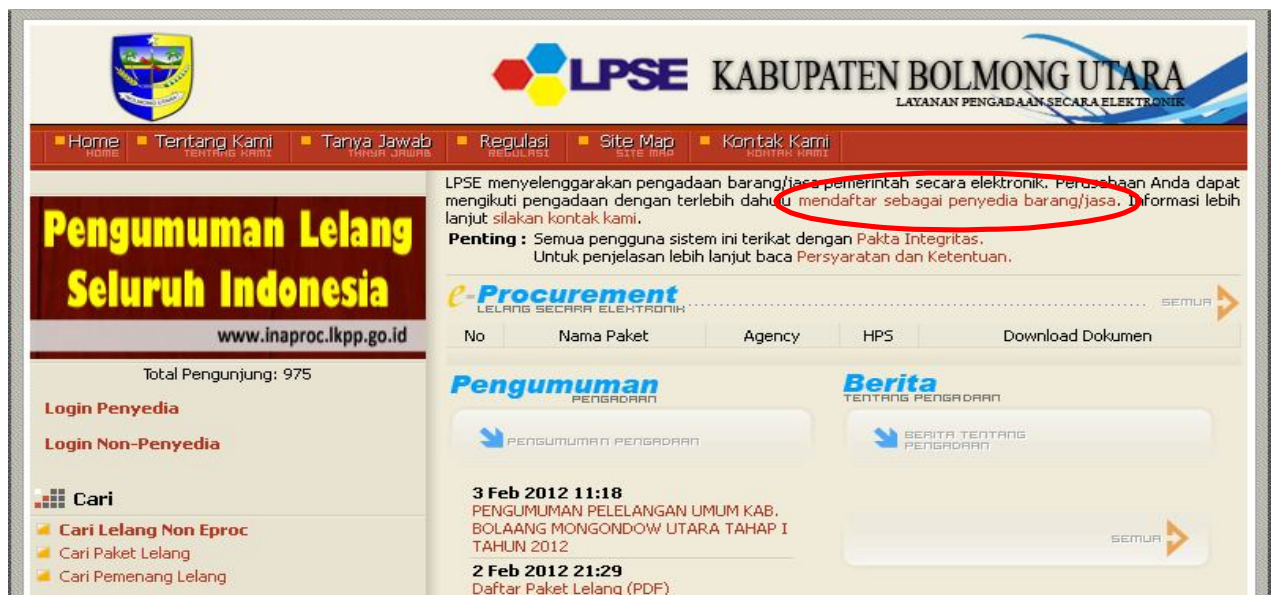 BOLMONG UTARA
LPSE
KABUPATEN BOLMONG UTARA
LAYANAN PENGADAAN SECARA ELEKTRONIK
Home
HOME
Tentang Kami
TENTANG KAMI
Tanya Jawab
TANYA JAWAB
Regulasi
REGULASI
Site Map
SITE MAP
Kontak Kami
KONTAK KAMI
Pengumuman Lelang
Seluruh Indonesia
www.inaproc.lkpp.go.id
Total Pengunjung: 975
Login Penyedia
Login Non-Penyedia
Cari
Cari Lelang Non Eproc
Cari Paket Lelang
Cari Pemenang Lelang
LPSE menyelenggarakan pengadaan barang/jasa pemerintah secara elektronik. Perusahaan Anda dapat
mengikuti pengadaan dengan terlebih dahulu mendaftar sebagai penyedia barang/jasa. Informasi lebih
lanjut silakan kontak kami.
Penting : Semua pengguna sistem ini terikat dengan Pakta Integritas.
Untuk penjelasan lebih lanjut baca Persyaratan dan Ketentuan.
e-Procurement
LELANG SECARA ELEKTRONIK
SEMUA
No Nama Paket Agency HPS Download Dokumen
Pengumuman
PENGADAAN
PENGUMUMAN PENGADAAN
3 Feb 2012 11:18
PENGUMUMAN PELELANGAN UMUM KAB.
BOLAANG MONGONDOW UTARA TAHAP I
TAHUN 2012
2 Feb 2012 21:29
Daftar Paket Lelang (PDF)
Berita
TENTANG PENGADAAN
BERITA TENTANG
PENGADAAN
SEMUA